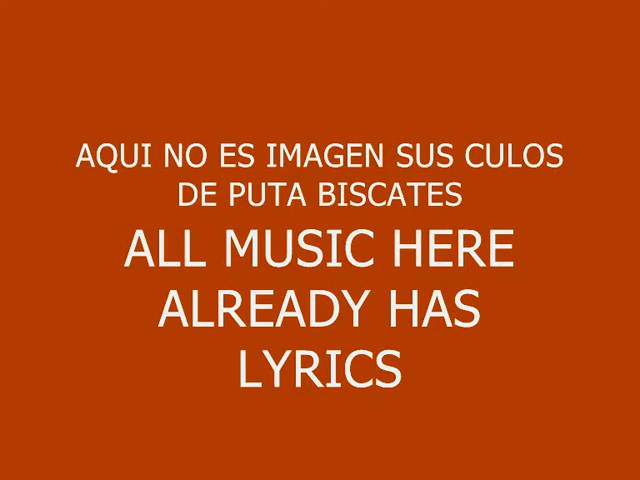 AQUI NO ES IMAGEN SUS CULOS
DE PUTA BISCATES
ALL MUSIC HERE
ALREADY HAS
LYRICS